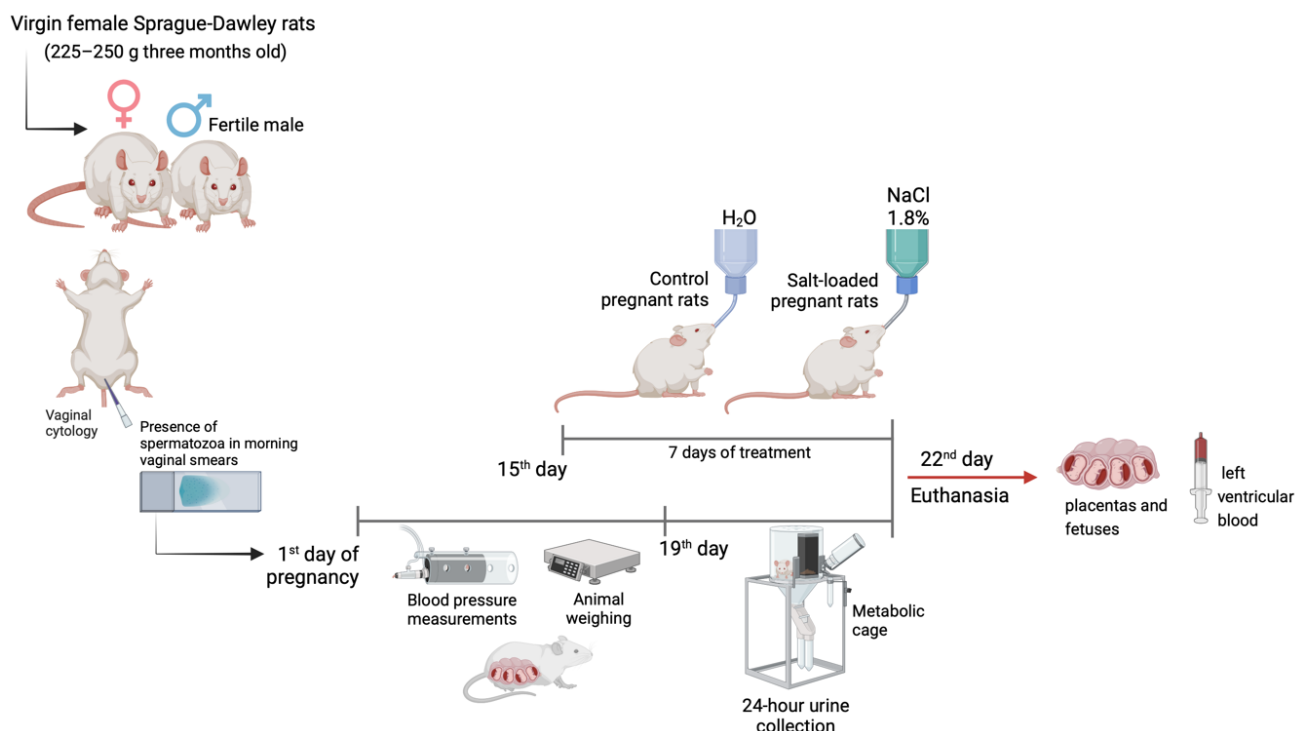 Virgin female Sprague-Dawley rats
(225–250 g three months old)
Fertile male
Vaginal
cytology
Presence of
spermatozoa in morning
vaginal smears
1st day of
pregnancy
H₂O
Control
pregnant rats
NaCl
1.8%
Salt-loaded
pregnant rats
15th day
7 days of treatment
22nd day
Euthanasia
placentas and
fetuses
left
ventricular
blood
19th day
Blood pressure
measurements
Animal
weighing
Metabolic
cage
24-hour urine
collection